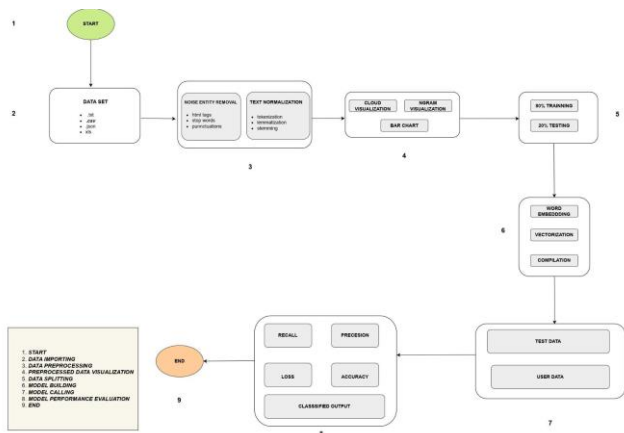 1
START
2
DATA SET
.txt
.csv
.json
etc.
NOISE ENTITY REMOVAL
html tags
stop words
punctuations
TEXT NORMALIZATION
tokenization
lemmatization
stemming
3
CLOUD
VISUALIZATION
NGRAM VISUALIZATION
BAR CHART
4
80% TRAINNING
20% TESTING
5
6
WORD
EMBEDDING
VECTORIZATION
COMPILATION
TEST DATA
USER DATA
7
RECALL
PRECESION
LOSS
ACCURACY
CLASSSIFIED OUTPUT
END
9
1. START
2. DATA IMPORTING
3. DATA PREPROCESSING
4. PREPROCESSED DATA VISUALIZATION
5. DATA SPLITTING
6. MODEL BUILDING
7. MODEL CALLING
8. MODEL PERFORMANCE EVALUATION
9. END